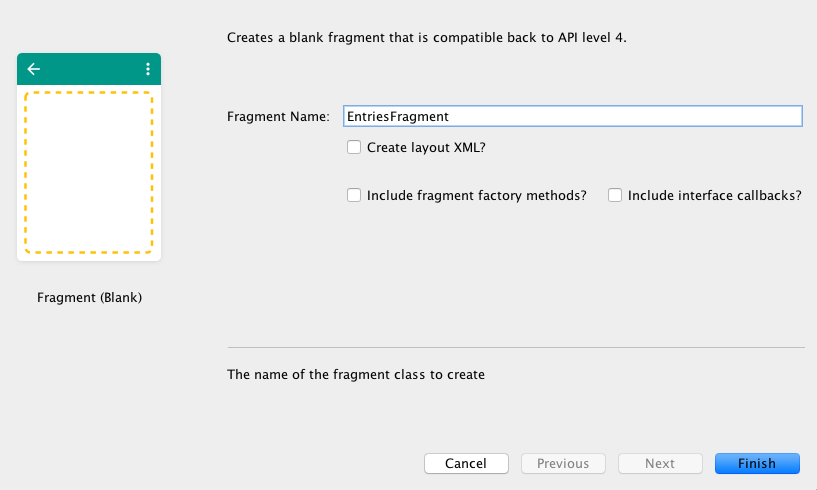 Creates a blank fragment that is compatible back to API level 4.
Fragment Name: EntriesFragment
Create layout XML?
Include fragment factory methods? Include interface callbacks?
Fragment (Blank)
The name of the fragment class to create
Cancel Previous Next Finish